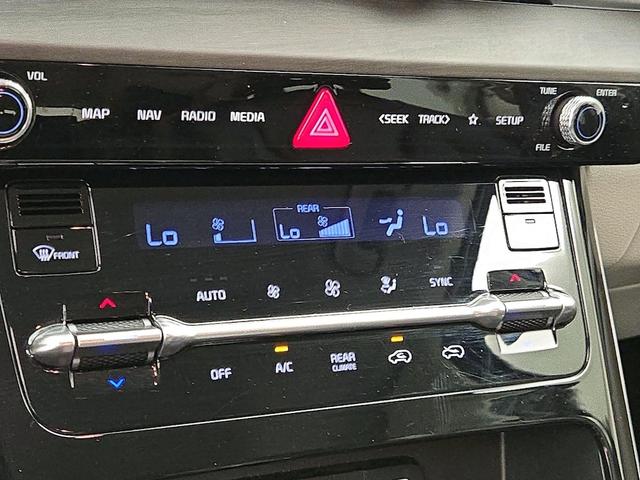 VOL
TUNE ENTER
MAP NAV RADIO MEDIA <SEEK TRACK> ☆ SETUP
FILE
REAR
Lo Lo Lo
FRONT
AUTO SYNC
OFF A/C REAR CLIMATE